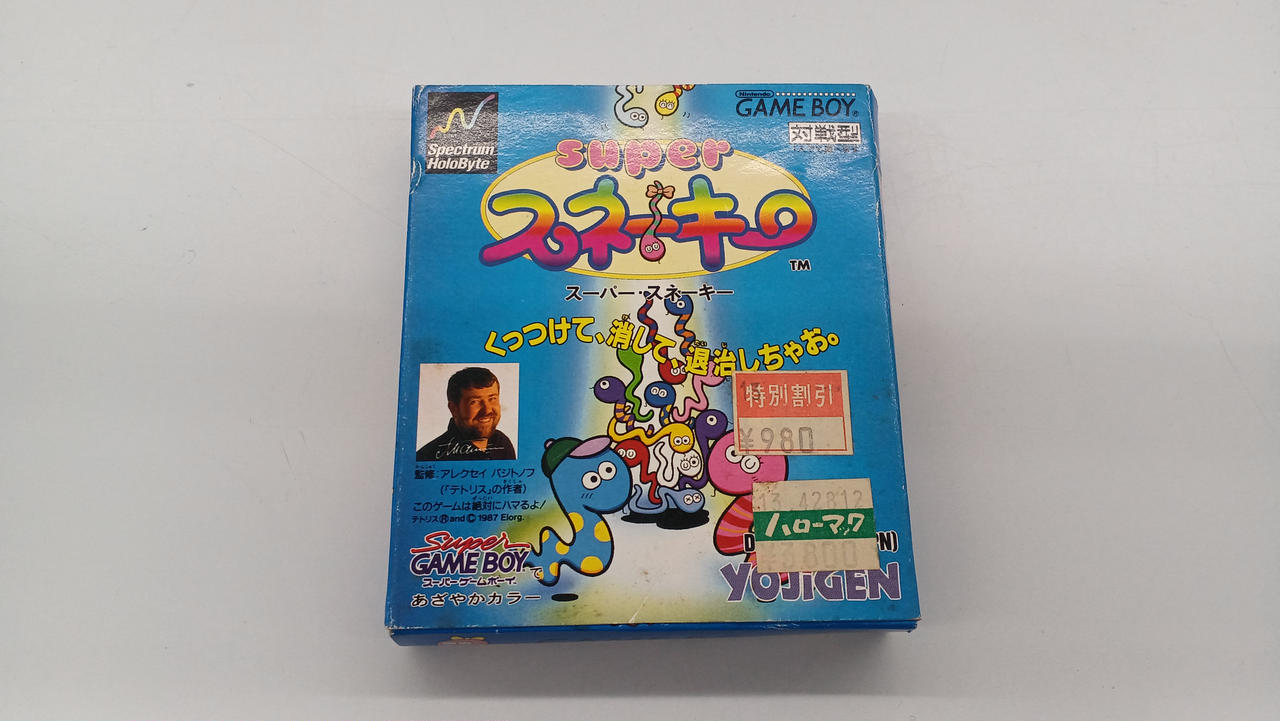 Spectrum
HoloByte
Nintendo
GAME BOY®
対戦型
super
スネーキー
TM
スーパー・スネーキー
くっつけて、消して、退治しちゃお。
監修:アレクセイ パジトノフ
(「テトリス」の作者)
このゲームは絶対にハマるよ!
テトリス®and © 1987 Elorg.
Super
GAME BOY で
スーパーゲームボーイ
あざやかカラー
特別割引
¥980
13 42812
ハローマック
¥3800
YOJIGEN